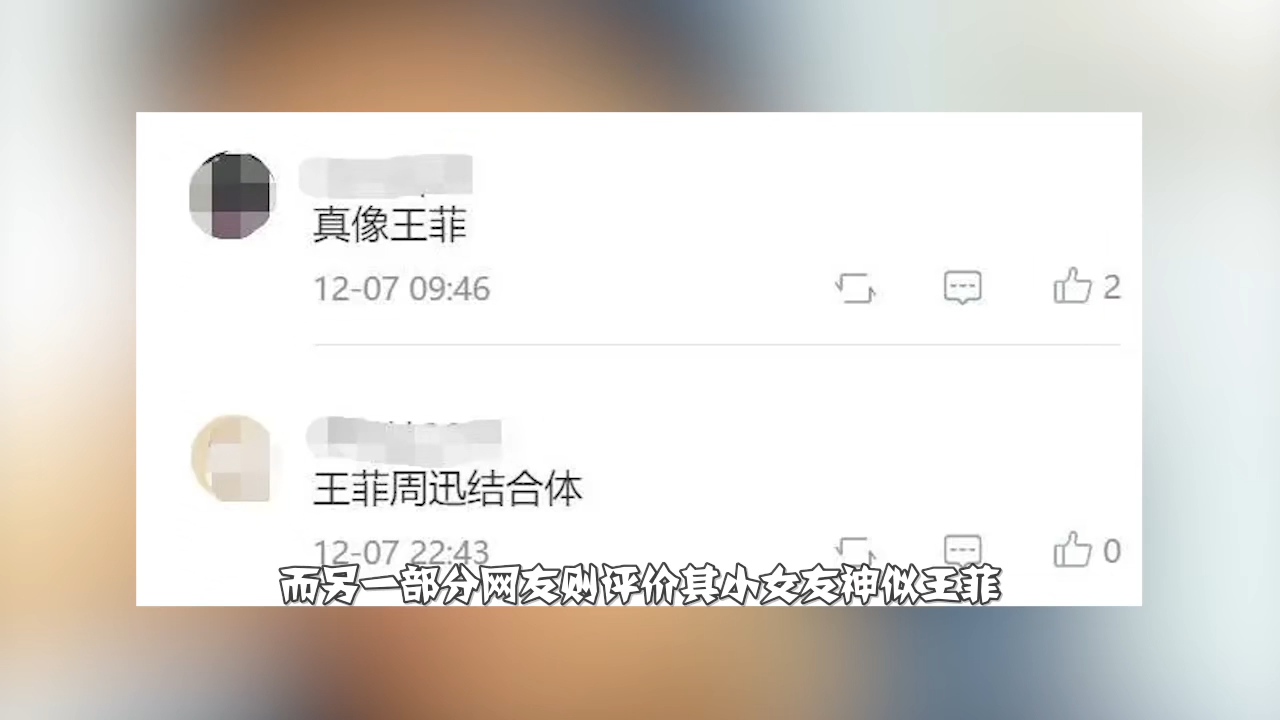 真像王菲
12-07 09:46
2
王菲周迅结合体
12-07 22:43
0
而另一部分网友则评价其小女友神似王菲